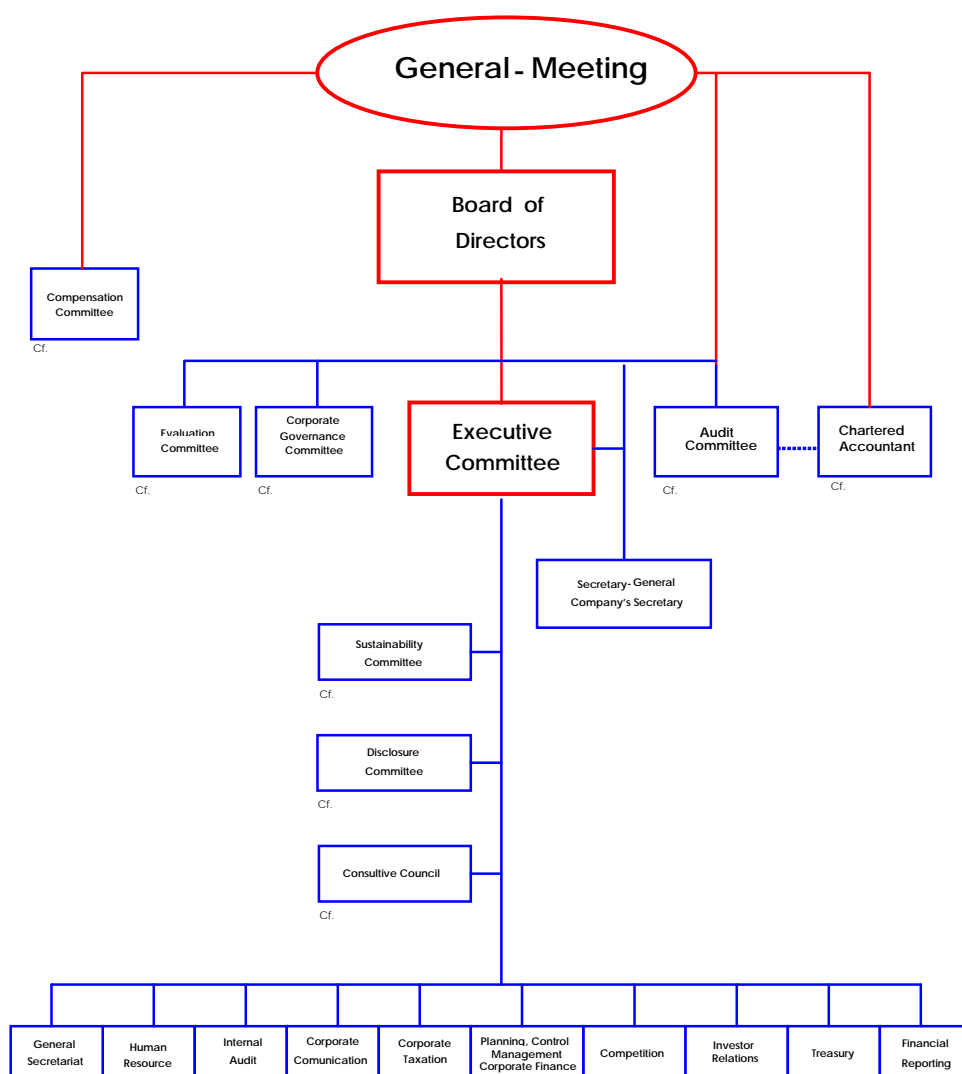 General - Meeting
Board of
Directors
Compensation
Committee
Cf.
Evaluation
Committee
Cf.
Corporate
Governance
Committee
Cf.
Executive
Committee
Audit
Committee
Cf.
Chartered
Accountant
Cf.
Secretary-General
Company's Secretary
Sustainability
Committee
Cf.
Disclosure
Committee
Cf.
Consultive Council
Cf.
General
Secretariat
Human
Resource
Internal
Audit
Corporate
Comunication
Corporate
Taxation
Planning, Control
Management
Corporate Finance
Competition
Investor
Relations
Treasury
Financial
Reporting